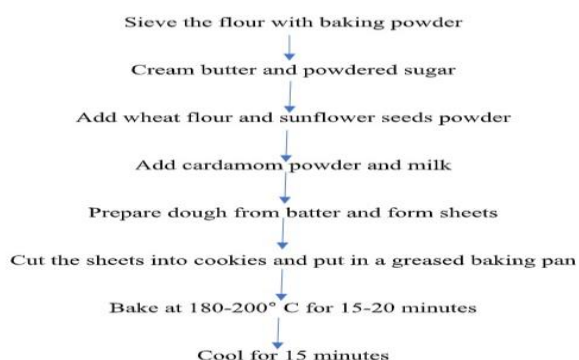 Sieve the flour with baking powder
Cream butter and powdered sugar
Add wheat flour and sunflower seeds powder
Add cardamom powder and milk
Prepare dough from batter and form sheets
Cut the sheets into cookies and put in a greased baking pan
Bake at 180-200° C for 15-20 minutes
Cool for 15 minutes